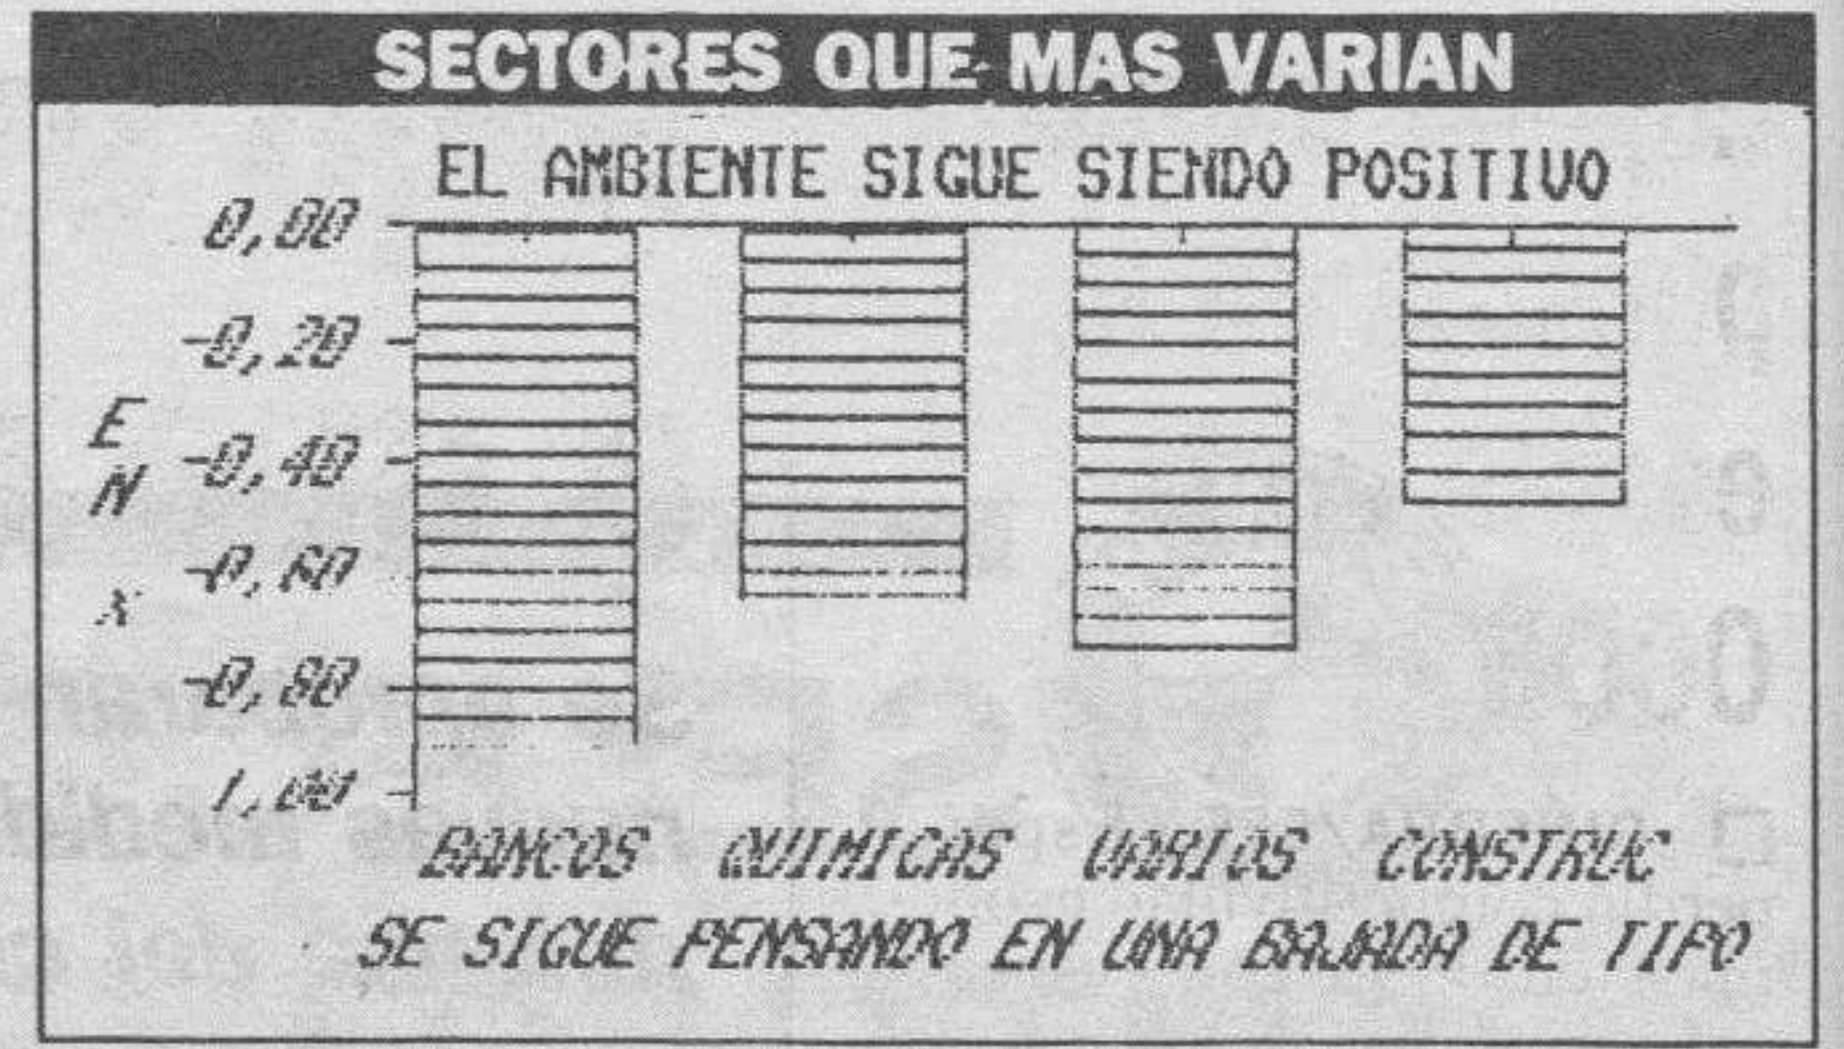 SECTORES QUE MAS VARIAN
EL AMBIENTE SIGUE SIENDO POSITIVO
0,00
-0,20
-0,40
-0,60
-0,80
1,00
EN %
BANCOS QUIMICAS VARIOS CONSTRUC
SE SIGUE PENSANDO EN UNA BAJADA DE TIPO